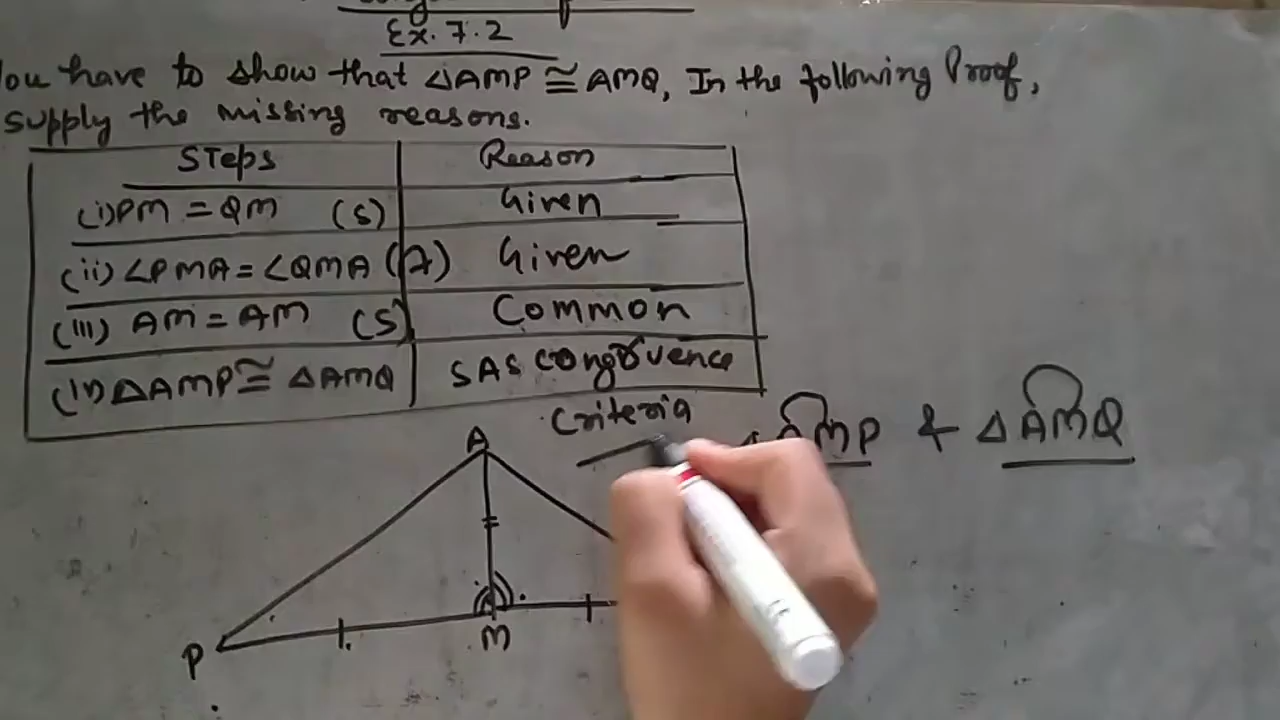 Ex. 7.2
You have to show that △AMP ≅ AMQ, In the following Proof,
supply the missing reasons.
Steps Reason
(i) PM = QM (S) Given
(ii) ∠PMA = ∠QMA (A) Given
(iii) AM = AM (S) Common
(iv) △AMP ≅ △AMQ SAS Congruence
Criteria
△AMP & △AMQ
A
P
M